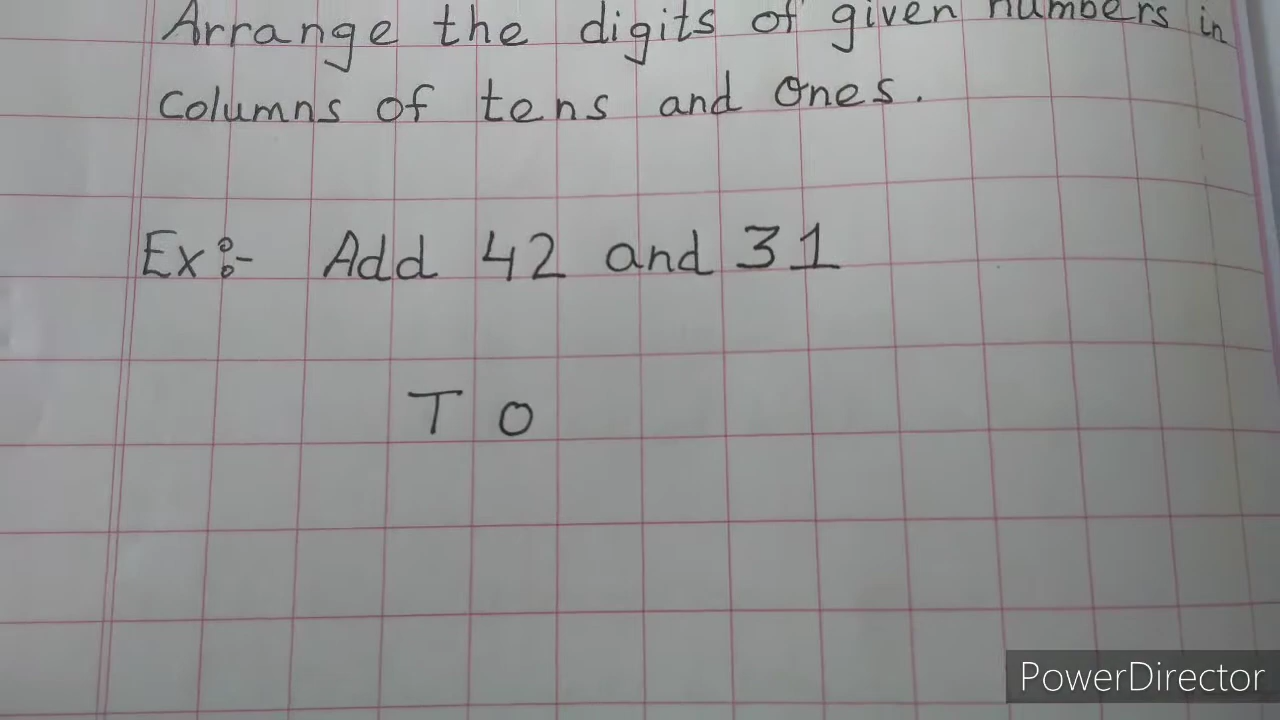 Arrange the digits of given numbers in
columns of tens and ones.
Ex:- Add 42 and 31
T O
PowerDirector